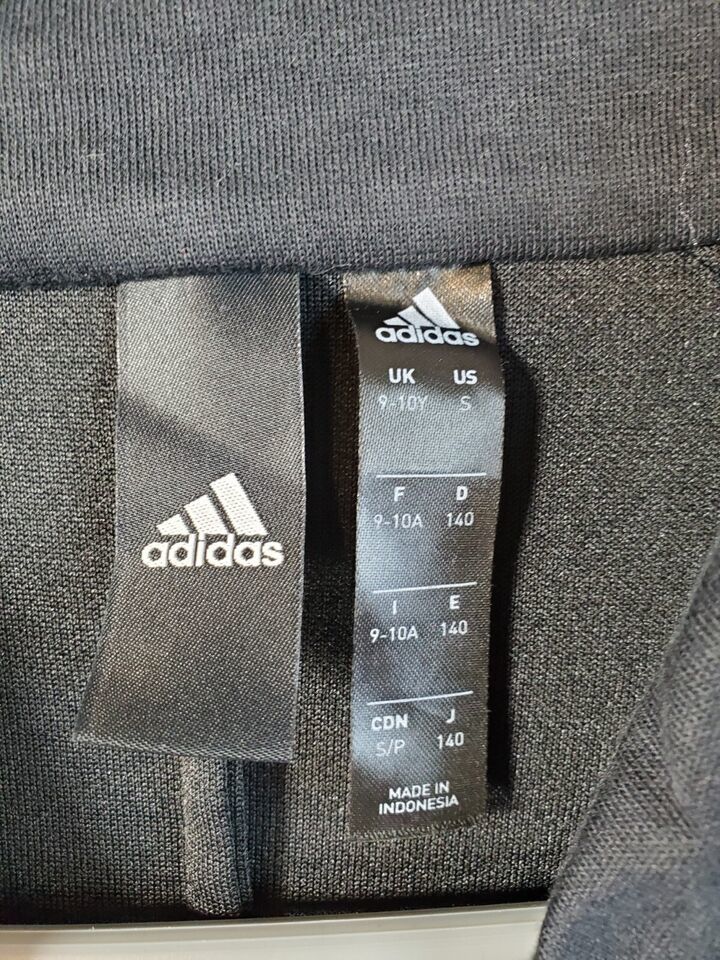 adidas
adidas
UK US
9-10Y S
F D
9-10A 140
I E
9-10A 140
CDN J
S/P 140
MADE IN
INDONESIA